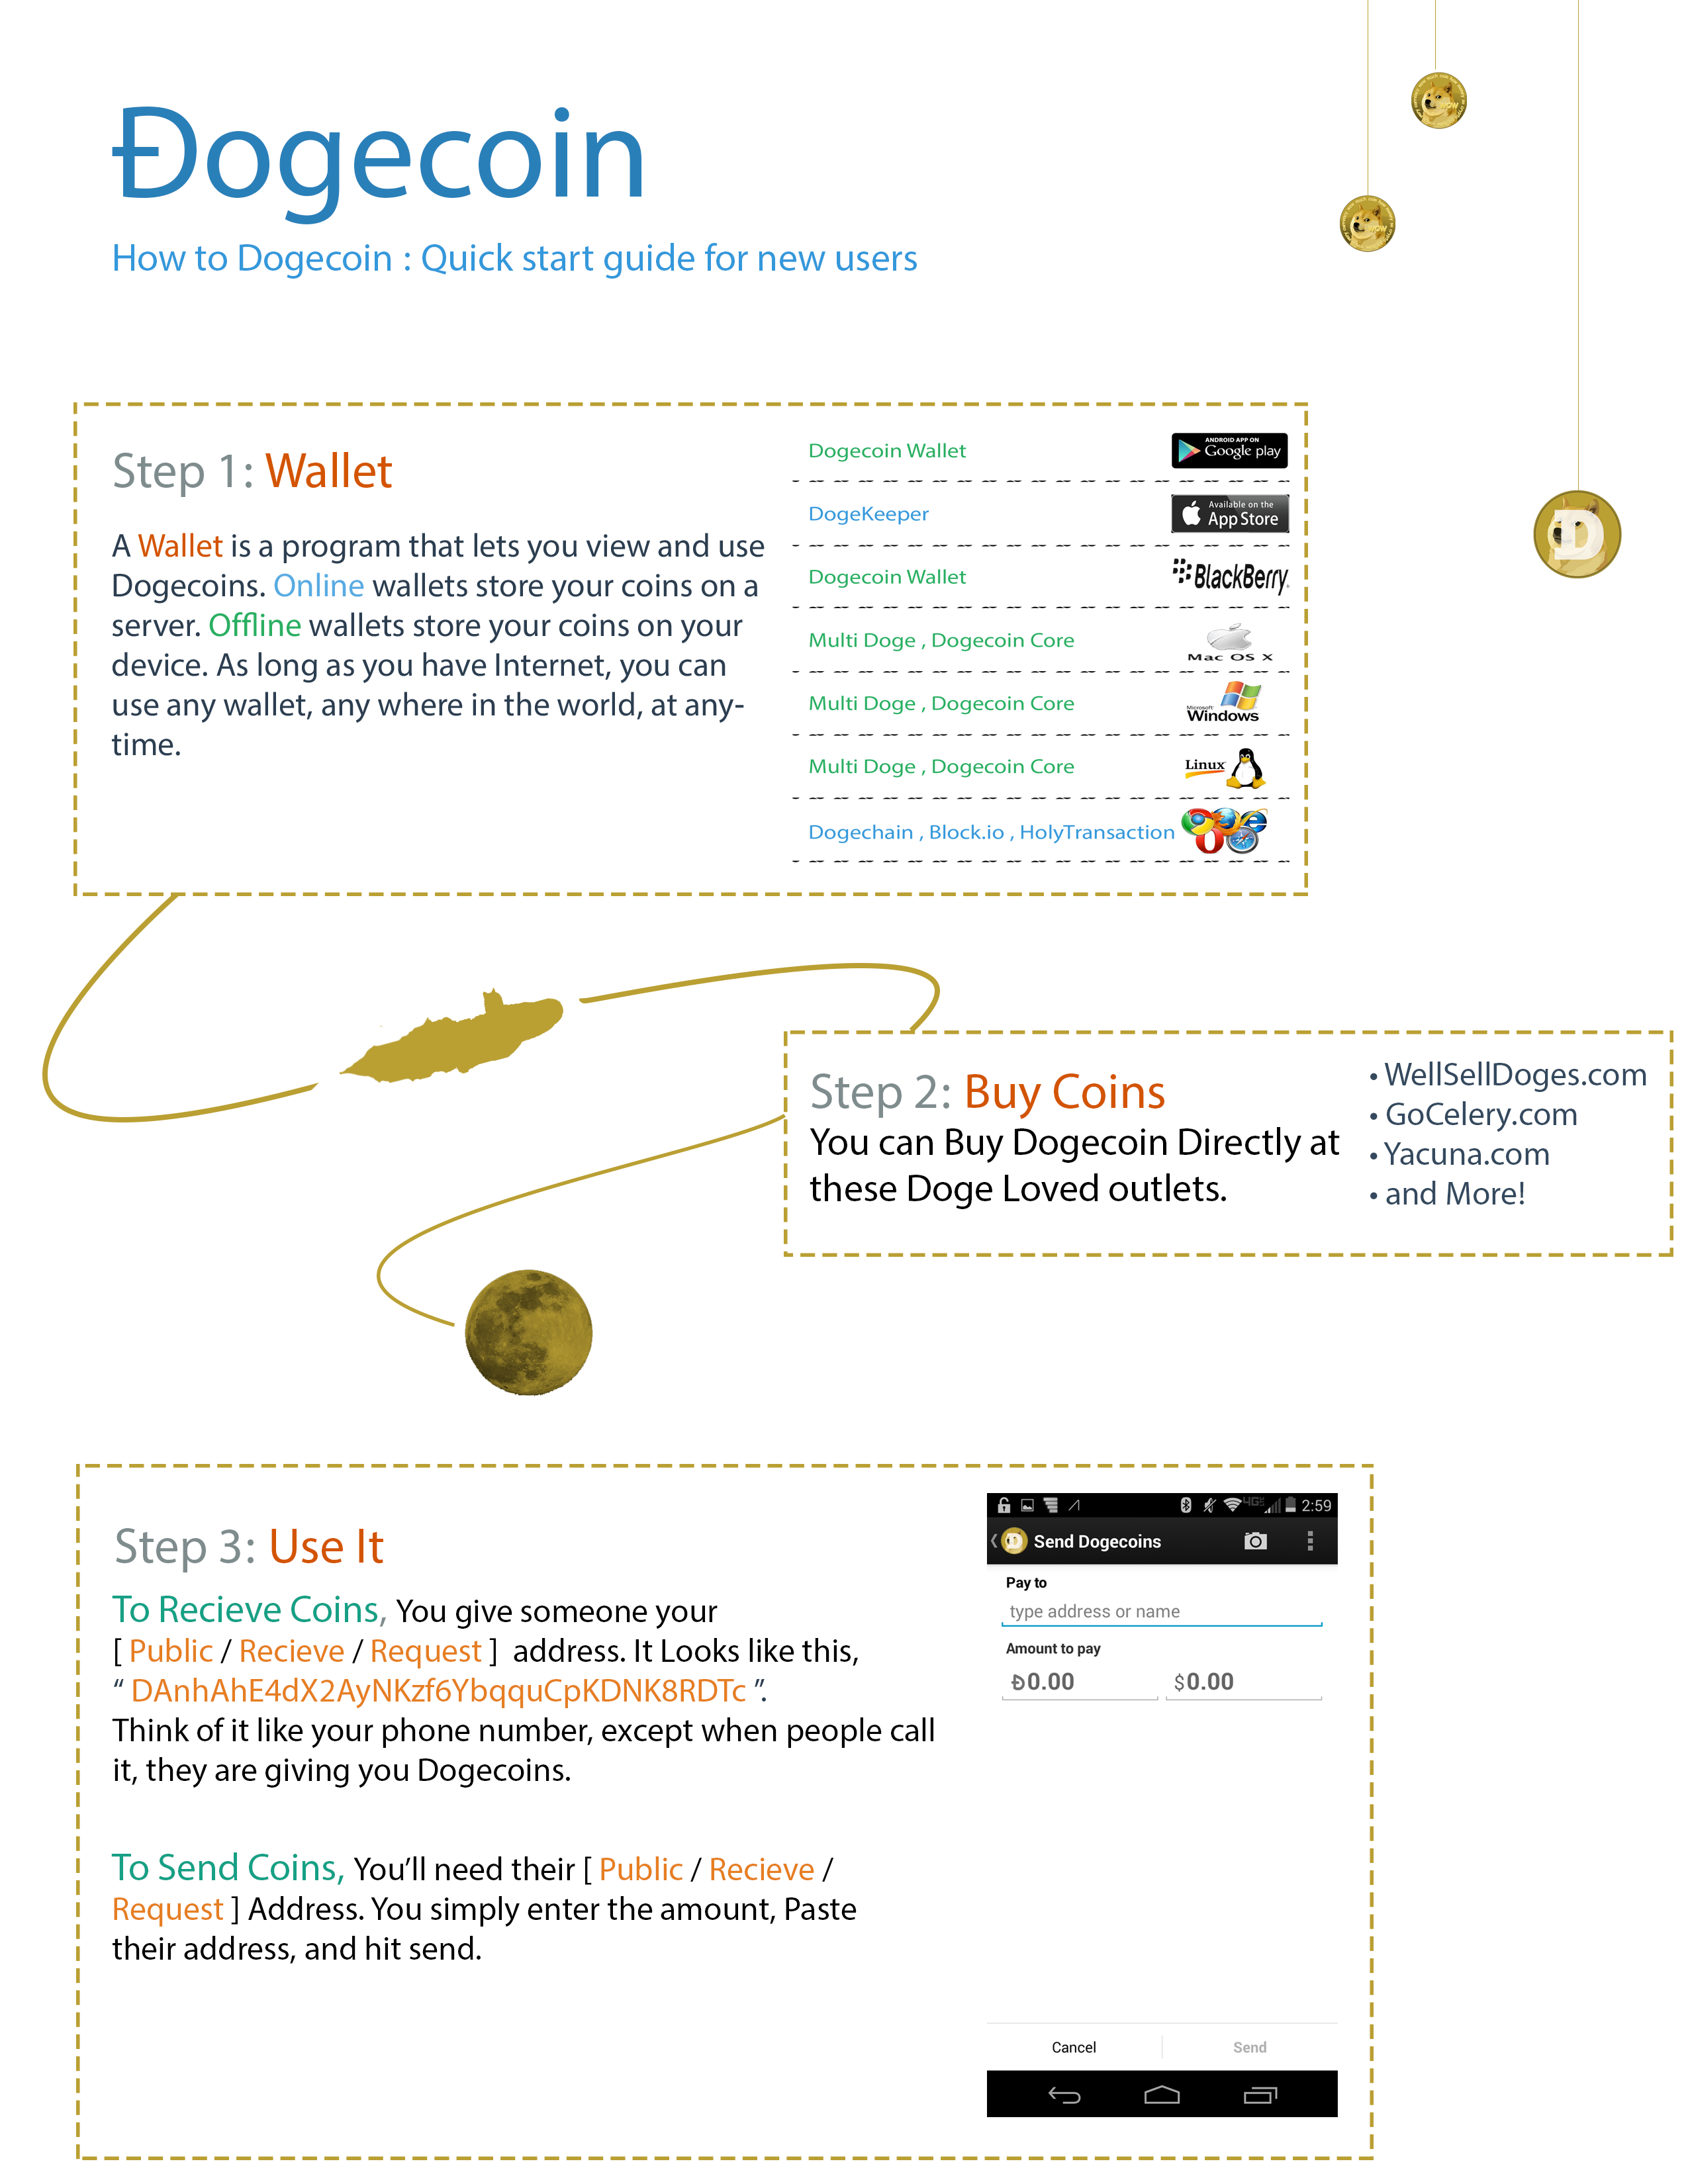 Ðogecoin
How to Dogecoin : Quick start guide for new users
Step 1: Wallet
A Wallet is a program that lets you view and use
Dogecoins. Online wallets store your coins on a
server. Offline wallets store your coins on your
device. As long as you have Internet, you can
use any wallet, any where in the world, at any-
time.
Dogecoin Wallet
ANDROID APP ON
Google play
DogeKeeper
Available on the
App Store
Dogecoin Wallet
BlackBerry
Multi Doge , Dogecoin Core
Mac OS X
Multi Doge , Dogecoin Core
Microsoft
Windows
Multi Doge , Dogecoin Core
Linux
Dogechain , Block.io , HolyTransaction
Step 2: Buy Coins
You can Buy Dogecoin Directly at
these Doge Loved outlets.
• WellSellDoges.com
• GoCelery.com
• Yacuna.com
• and More!
Step 3: Use It
To Recieve Coins, You give someone your
[ Public / Recieve / Request ] address. It Looks like this,
“ DAnhAhE4dX2AyNKzf6YbqquCpKDNK8RDTc ”.
Think of it like your phone number, except when people call
it, they are giving you Dogecoins.
To Send Coins, You’ll need their [ Public / Recieve /
Request ] Address. You simply enter the amount, Paste
their address, and hit send.
4G 2:59
Send Dogecoins
Pay to
type address or name
Amount to pay
Ð0.00 $0.00
Cancel Send